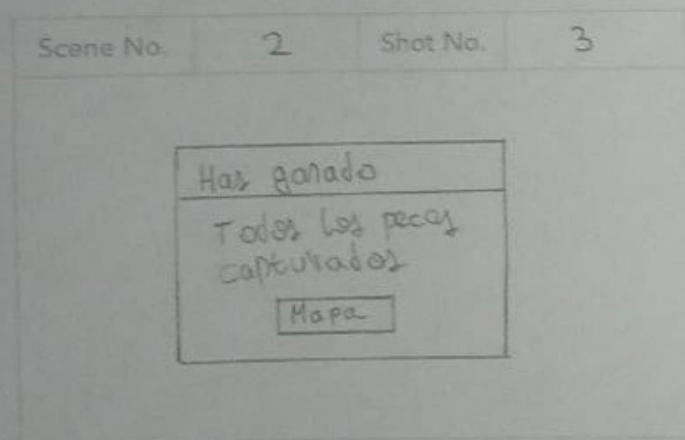 Scene No. 2 Shot No. 3
Has ganado
Todos los peces
capturados
Mapa